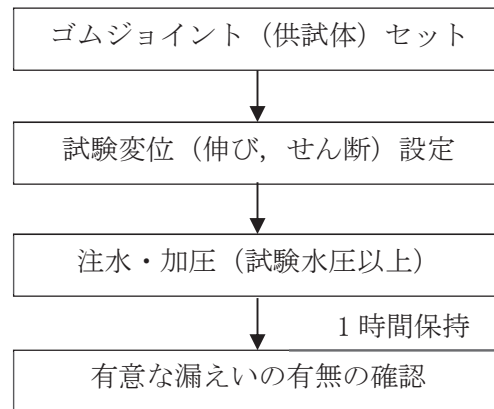 ゴムジョイント（供試体）セット
試験変位（伸び，せん断）設定
注水・加圧（試験水圧以上）
1時間保持
有意な漏えいの有無の確認